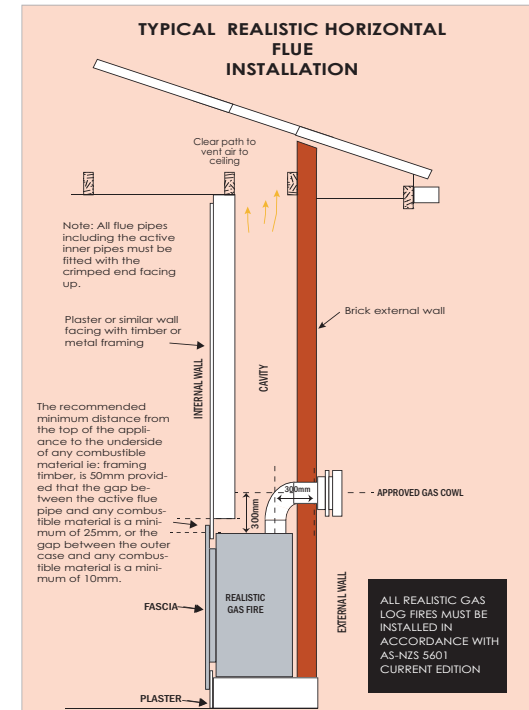 TYPICAL REALISTIC HORIZONTAL
FLUE
INSTALLATION
Clear path to
vent air to
ceiling
Note: All flue pipes
including the active
inner pipes must be
fitted with the
crimped end facing
up.
Plaster or similar wall
facing with timber or
metal framing
Brick external wall
INTERNAL WALL
CAVITY
The recommended
minimum distance from
the top of the appli-
ance to the underside
of any combustible
material ie: framing
timber, is 50mm provid-
ed that the gap be-
tween the active flue
pipe and any combus-
tible material is a mini-
mum of 25mm, or the
gap between the outer
case and any combus-
tible material is a mini-
mum of 10mm.
300mm
300mm
APPROVED GAS COWL
REALISTIC
GAS FIRE
FASCIA
EXTERNAL WALL
ALL REALISTIC GAS
LOG FIRES MUST BE
INSTALLED IN
ACCORDANCE WITH
AS-NZS 5601
CURRENT EDITION
PLASTER